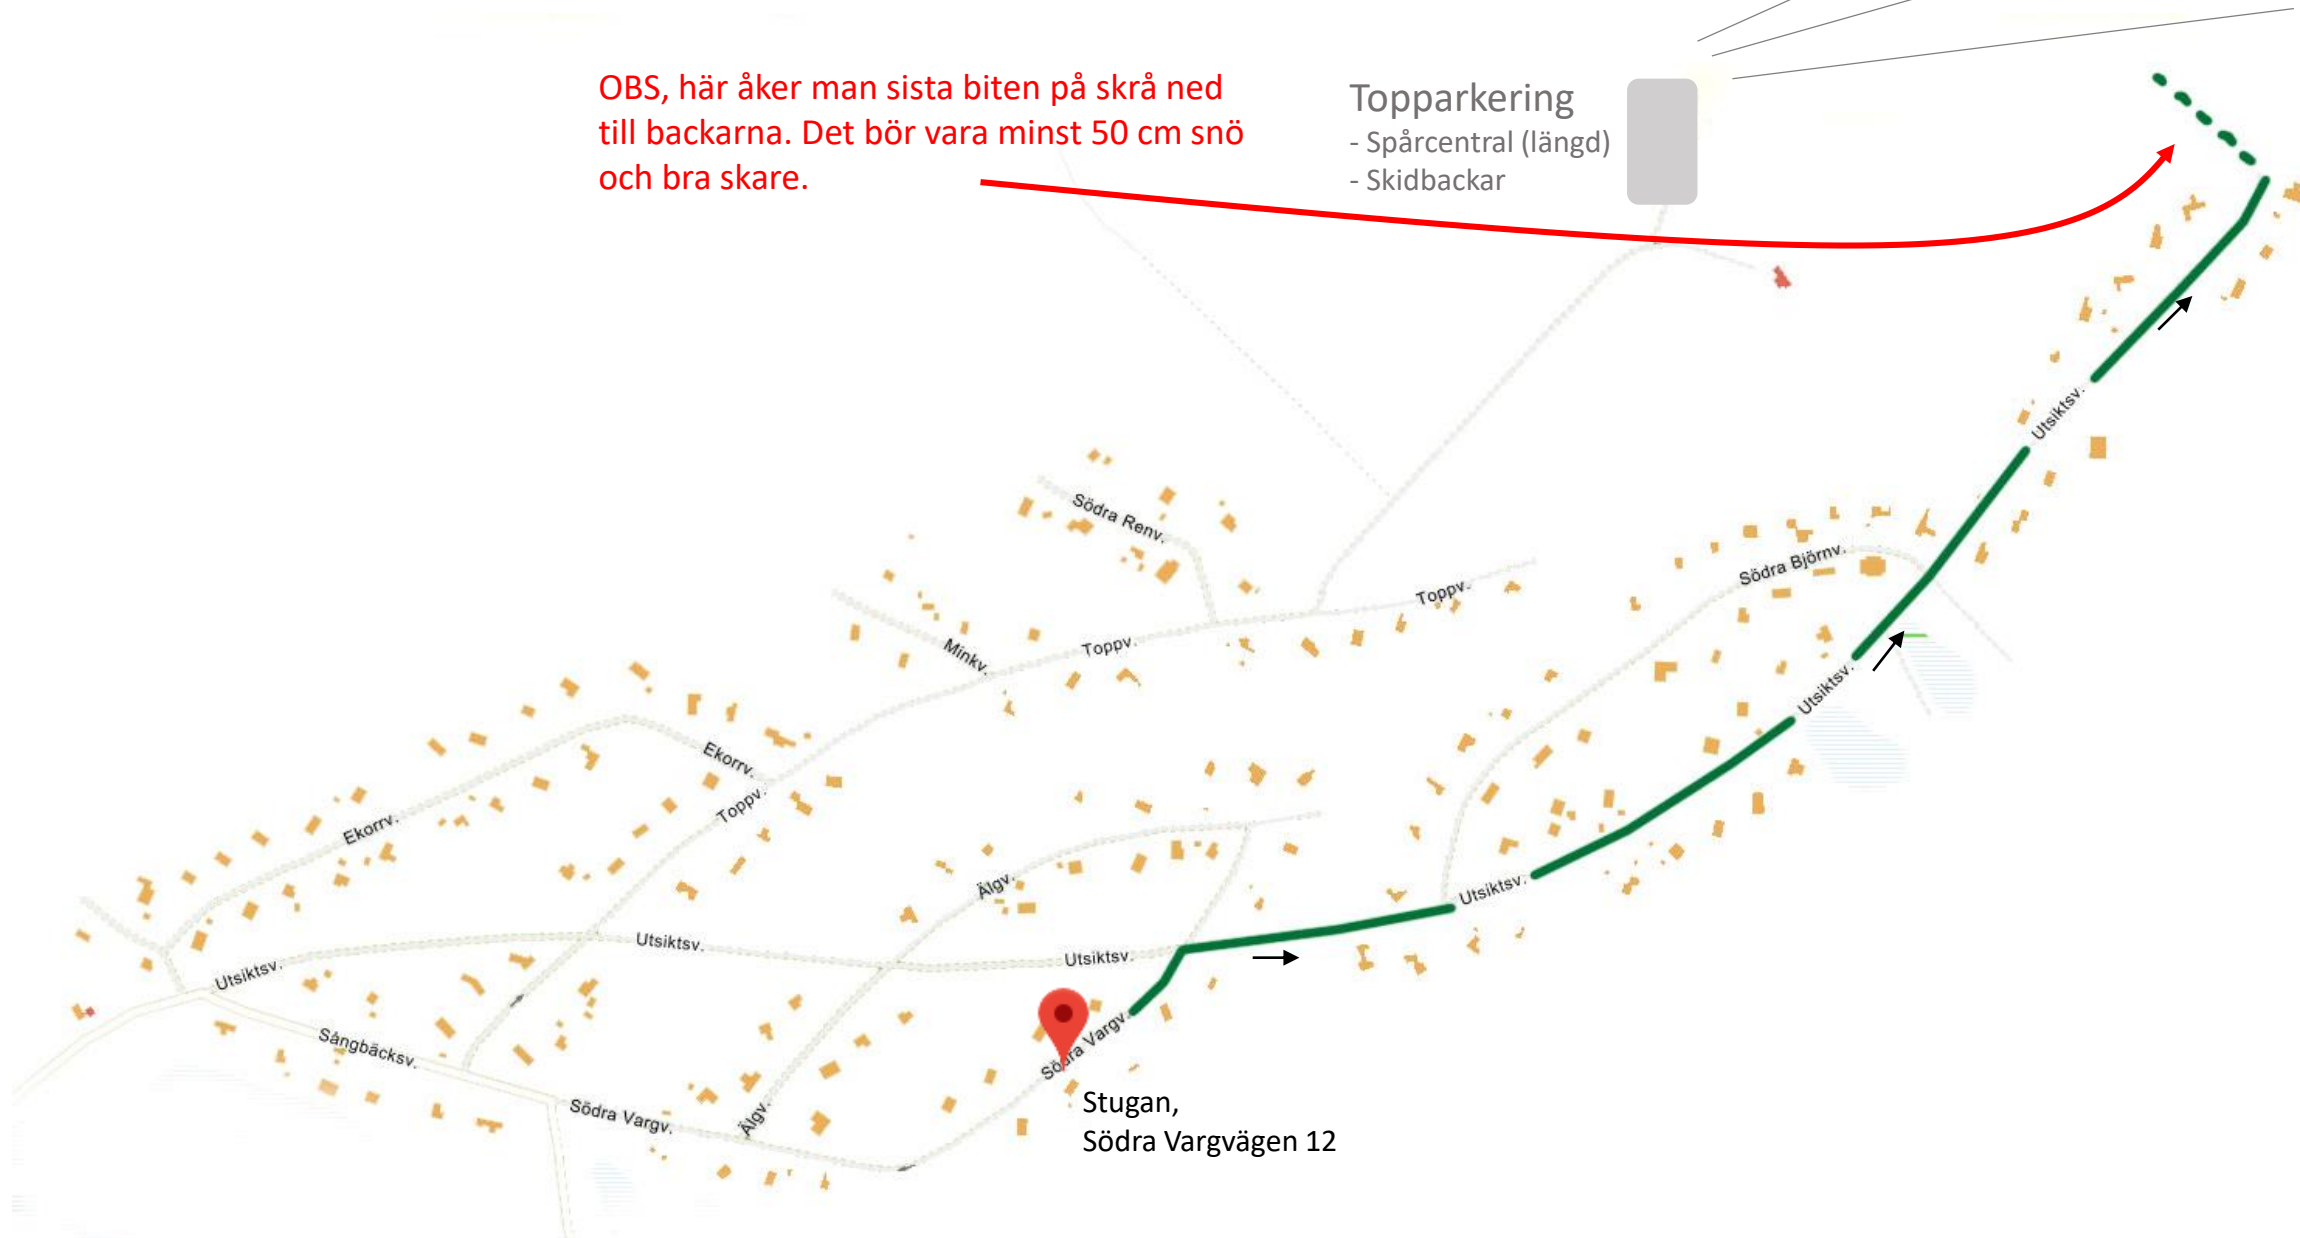 OBS, här åker man sista biten på skrå ned
till backarna. Det bör vara minst 50 cm snö
och bra skare.
Topparkering
- Spårcentral (längd)
- Skidbackar
Utsiktsv.
Södra Renv.
Södra Björnv.
Toppv.
Toppv.
Minkv.
Utsiktsv.
Ekorrv.
Toppv.
Ekorrv.
Älgv.
Utsiktsv.
Utsiktsv.
Utsiktsv.
Utsiktsv.
Södra Vargv.
Sångbäcksv.
Södra Vargv.
Älgv.
Stugan,
Södra Vargvägen 12